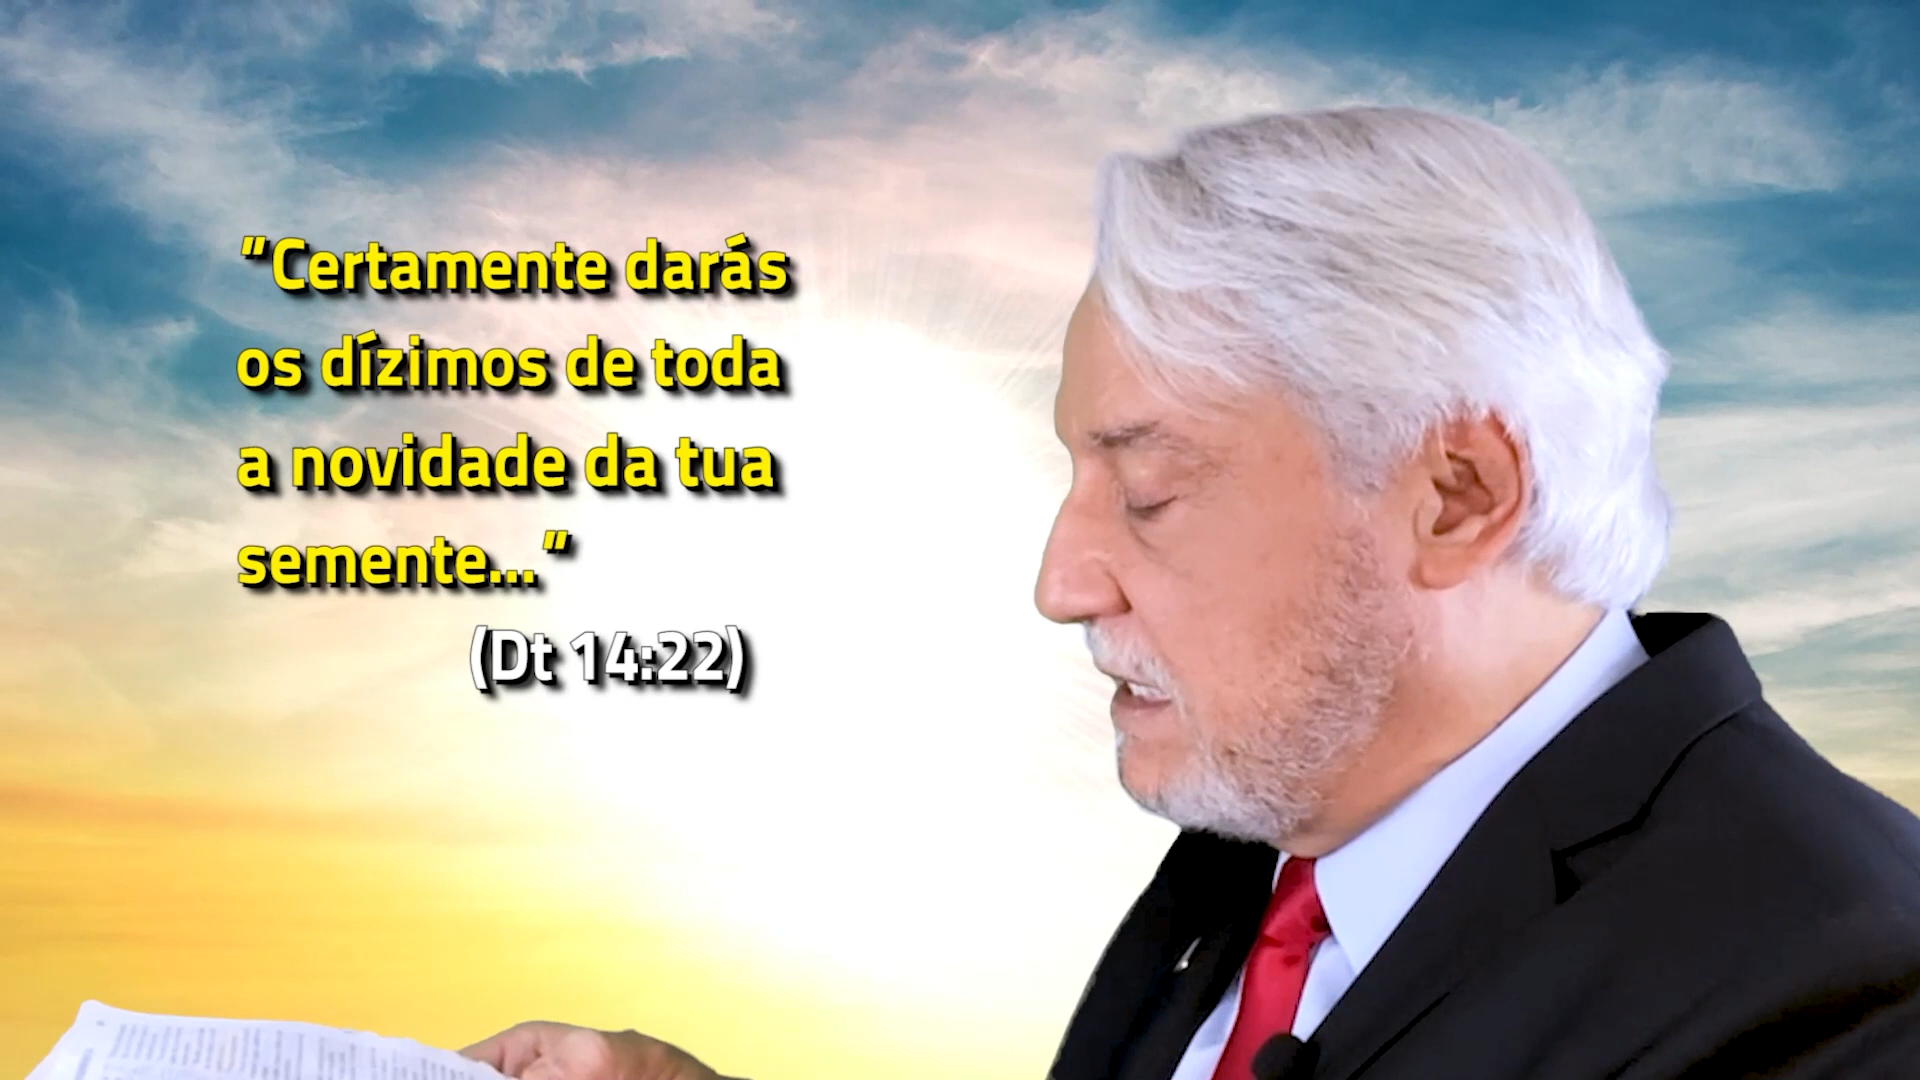 "Certamente darás
os dízimos de toda
a novidade da tua
semente..."
(Dt 14:22)